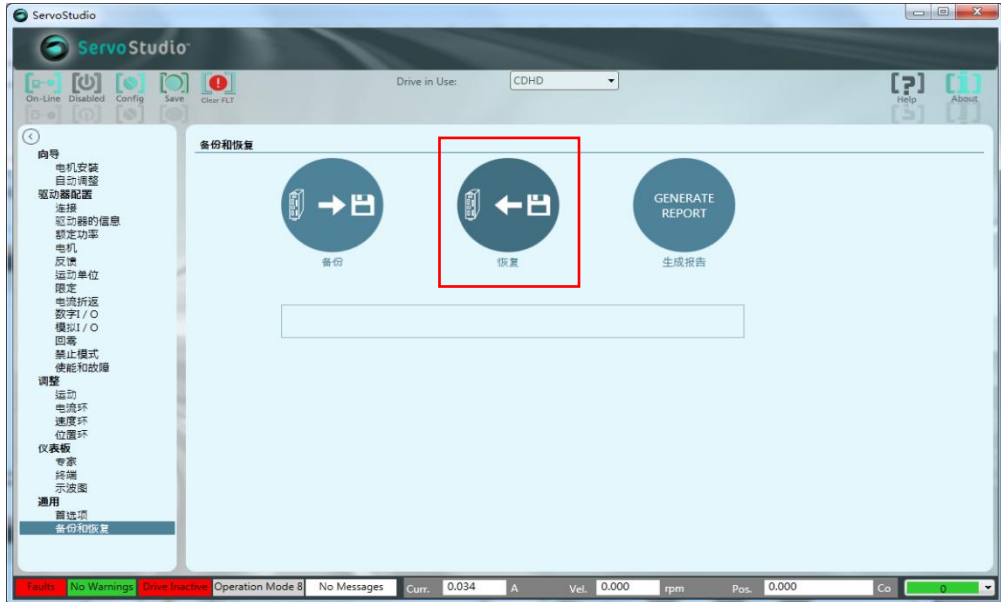 ServoStudio
ServoStudio
On-Line Disabled Config Save Clear FLT
Drive in Use: CDHD
Help About
向导
电机安装
自动调整
驱动器配置
连接
驱动器的信息
额定功率
电机
反馈
运动单位
限定
电流折返
数字I / O
模拟I / O
回零
禁止模式
使能和故障
调整
运动
电流环
速度环
位置环
仪表板
专家
终端
示波图
通用
首选项
备份和恢复
备份和恢复
GENERATE
REPORT
备份 恢复 生成报告
Faults No Warnings Drive Inactive Operation Mode 8 No Messages Curr. 0.034 A Vel. 0.000 rpm Pos. 0.000 Co 0